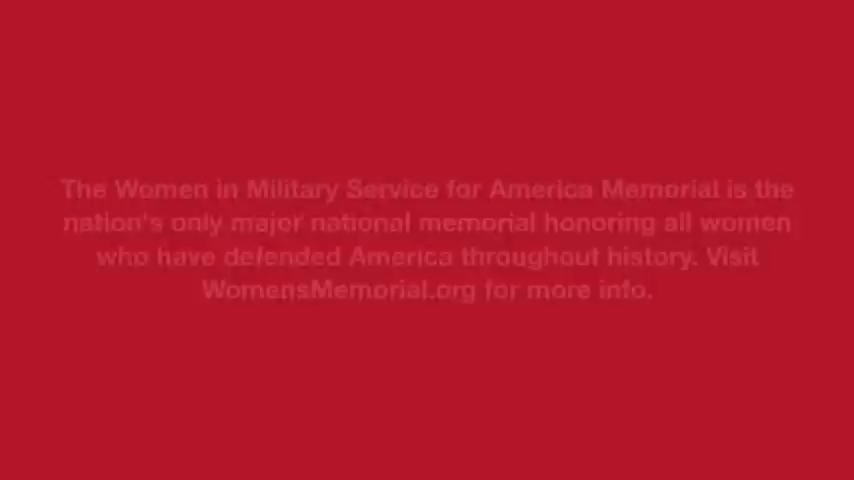 The Women in Military Service for America Memorial is the
nation's only major national memorial honoring all women
who have defended America throughout history. Visit
WomensMemorial.org for more info.